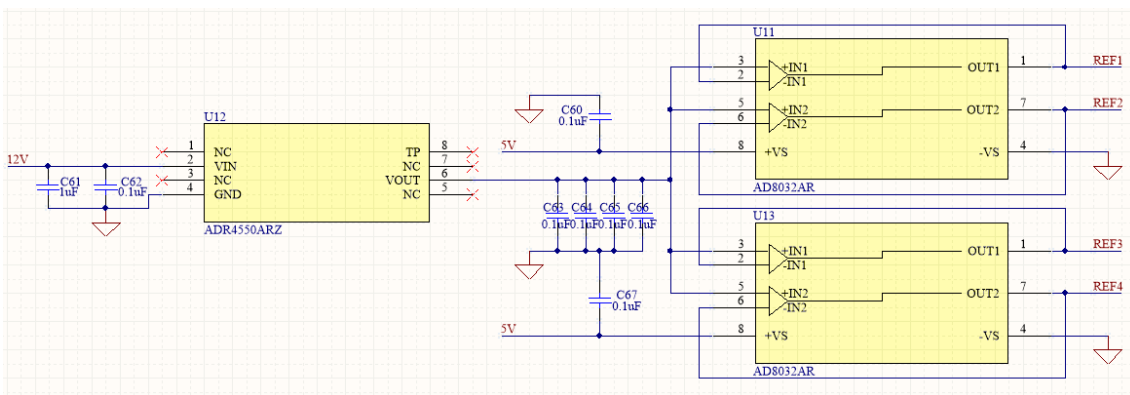 U11
3
+IN1
OUT1
1
REF1
2
-IN1
5
+IN2
OUT2
7
REF2
6
-IN2
C60
0.1uF
5V
8
+VS
-VS
4
AD8032AR
U12
12V
1
NC
TP
8
2
VIN
NC
7
3
NC
VOUT
6
4
GND
NC
5
ADR4550ARZ
C61
1uF
C62
0.1uF
C63
0.1uF
C64
0.1uF
C65
0.1uF
C66
0.1uF
C67
0.1uF
U13
3
+IN1
OUT1
1
REF3
2
-IN1
5
+IN2
OUT2
7
REF4
6
-IN2
5V
8
+VS
-VS
4
AD8032AR